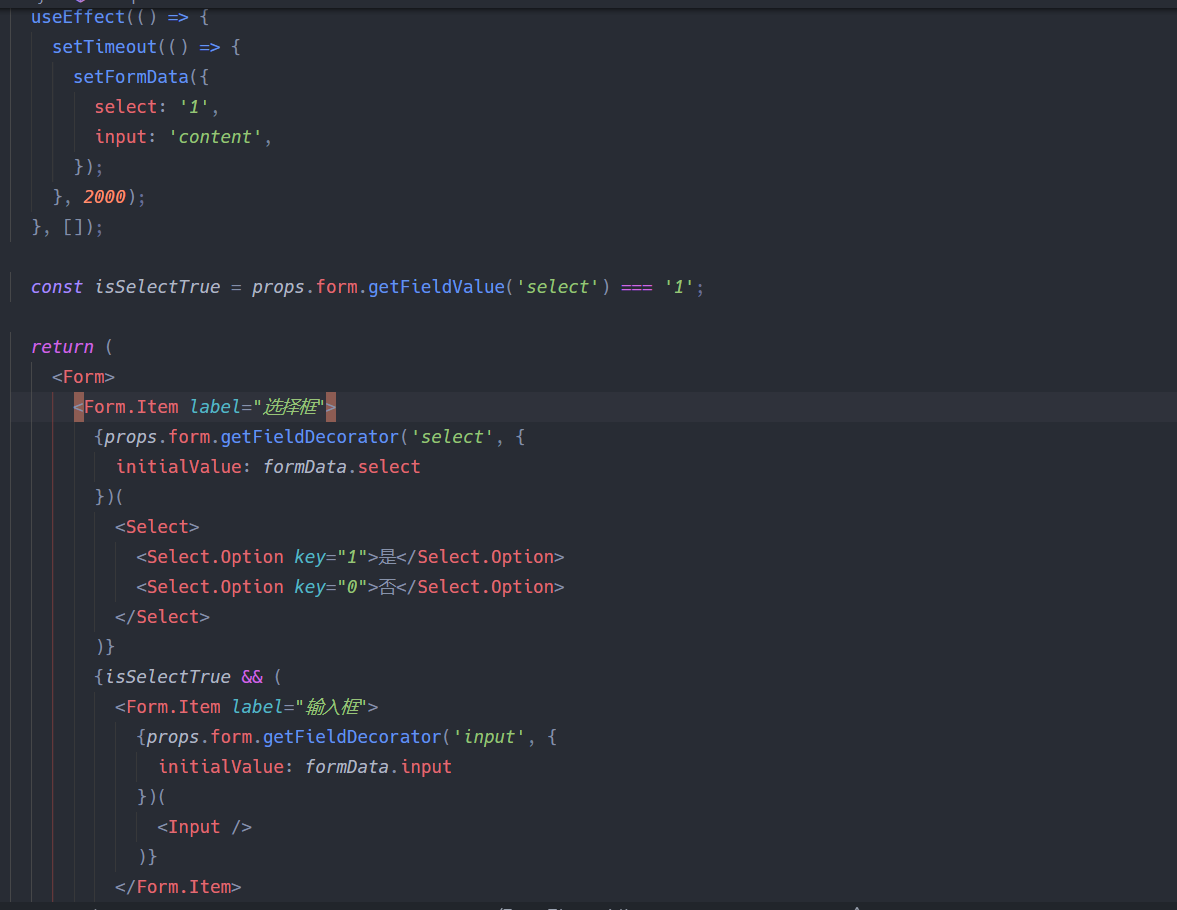 useEffect(() => {
setTimeout(() => {
setFormData({
select: '1',
input: 'content',
});
}, 2000);
}, []);
const isSelectTrue = props.form.getFieldValue('select') === '1';
return (
<Form>
<Form.Item label="选择框">
{props.form.getFieldDecorator('select', {
initialValue: formData.select
})(
<Select>
<Select.Option key="1">是</Select.Option>
<Select.Option key="0">否</Select.Option>
</Select>
)}
{isSelectTrue && (
<Form.Item label="输入框">
{props.form.getFieldDecorator('input', {
initialValue: formData.input
})(
<Input />
)}
</Form.Item>